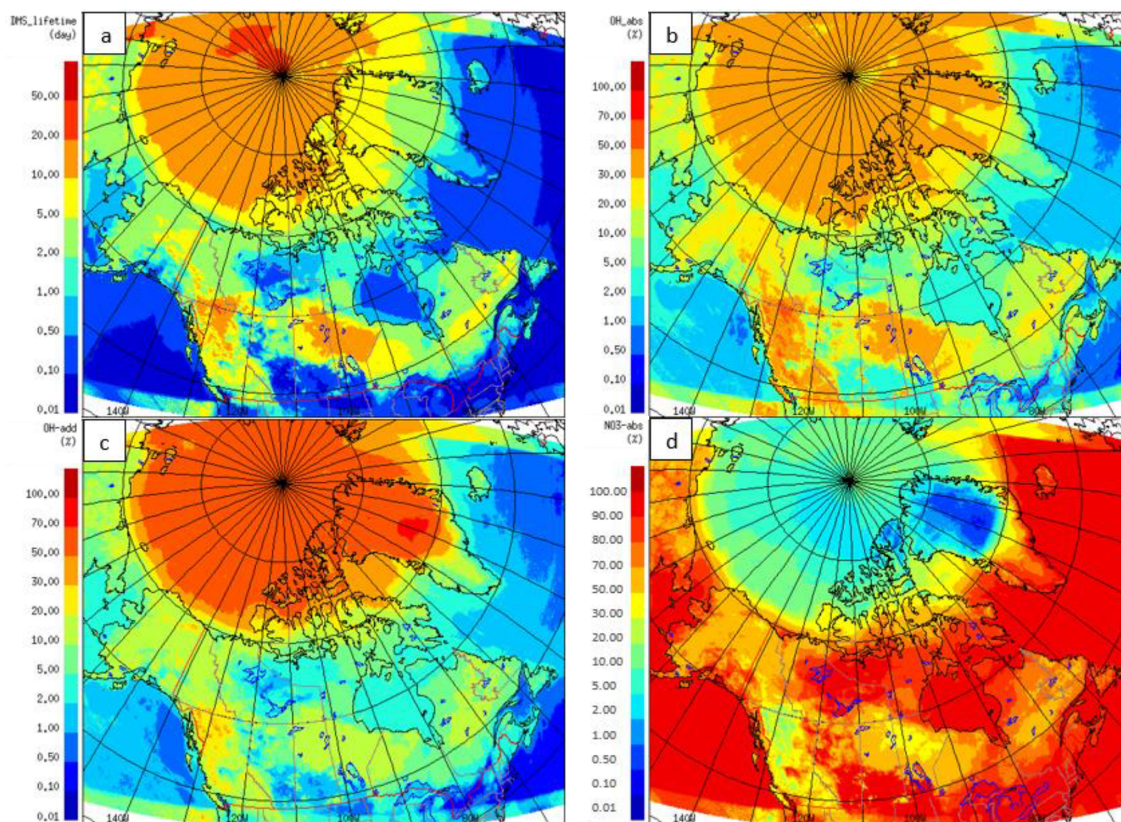 DMS_lifetime
(day)
a
50.00
20.00
10.00
5.00
2.00
1.00
0.50
0.10
0.01
140W
120W
100W
80W
OH_abs
(%)
b
100.00
70.00
50.00
30.00
20.00
10.00
5.00
2.00
1.00
0.50
0.10
0.01
140W
120W
100W
80W
OH-add
(%)
c
100.00
70.00
50.00
30.00
20.00
10.00
5.00
2.00
1.00
0.50
0.10
0.01
140W
120W
100W
80W
NO3-abs
(%)
d
100.00
90.00
80.00
70.00
50.00
30.00
20.00
10.00
5.00
2.00
1.00
0.50
0.10
0.01
140W
120W
100W
80W